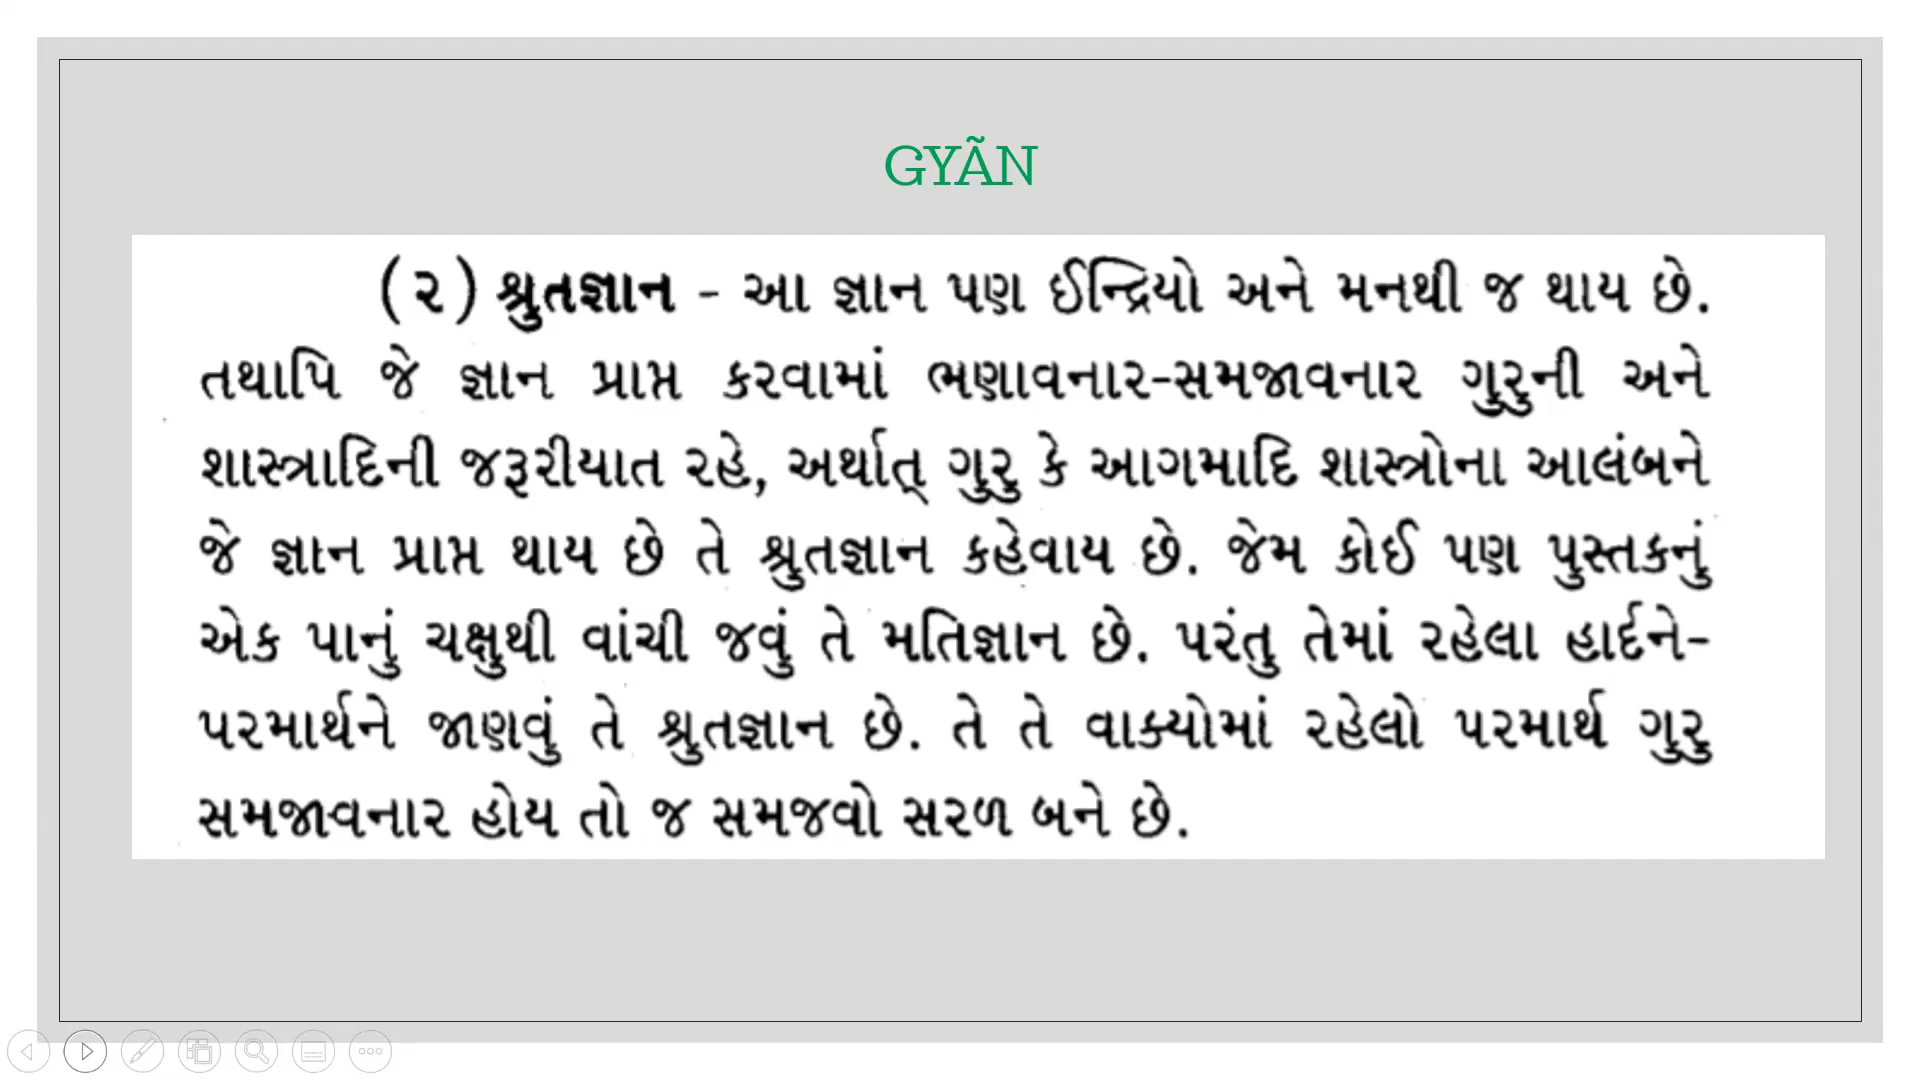 GYÃN
(૨) શ્રુતજ્ઞાન - આ જ્ઞાન પણ ઈન્દ્રિયો અને મનથી જ થાય છે.
તથાપિ જે જ્ઞાન પ્રાપ્ત કરવામાં ભણાવનાર-સમજાવનાર ગુરુની અને
શાસ્ત્રાદિની જરૂરીયાત રહે, અર્થાત્ ગુરુ કે આગમાદિ શાસ્ત્રોના આલંબને
જે જ્ઞાન પ્રાપ્ત થાય છે તે શ્રુતજ્ઞાન કહેવાય છે. જેમ કોઈ પણ પુસ્તકનું
એક પાનું ચક્ષુથી વાંચી જવું તે મતિજ્ઞાન છે. પરંતુ તેમાં રહેલા હાર્દને-
પરમાર્થને જાણવું તે શ્રુતજ્ઞાન છે. તે તે વાક્યોમાં રહેલો પરમાર્થ ગુરુ
સમજાવનાર હોય તો જ સમજવો સરળ બને છે.